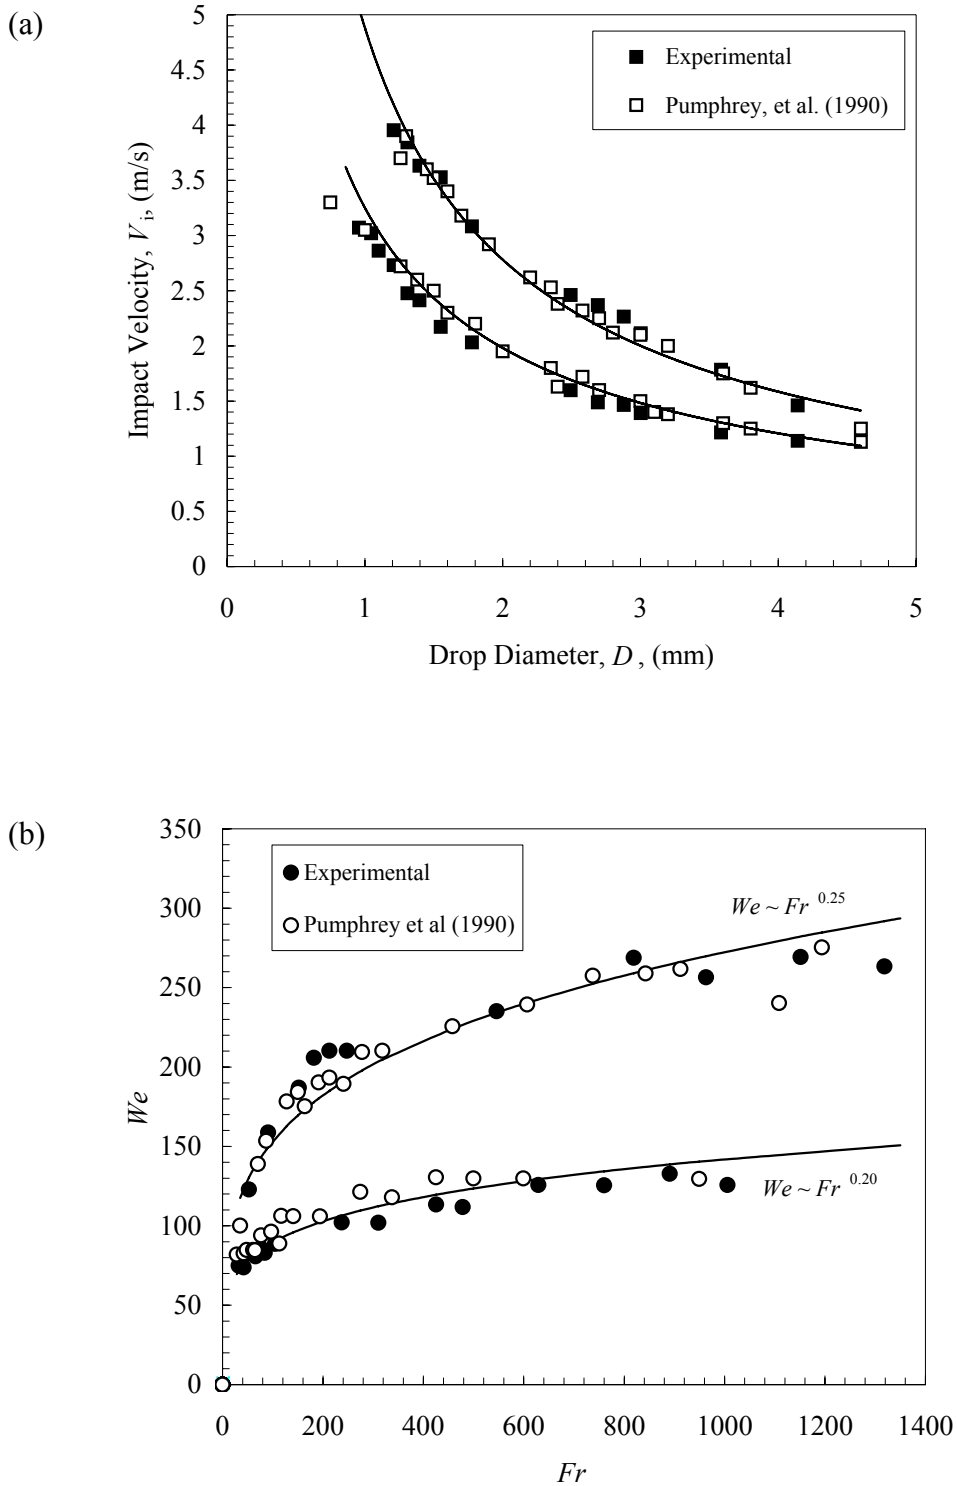 (a)
5
4.5
4
3.5
3
2.5
2
1.5
1
0.5
0
Impact Velocity, V i, (m/s)
Experimental
Pumphrey, et al. (1990)
0 1 2 3 4 5
Drop Diameter, D , (mm)
(b)
350
300
250
200
150
100
50
0
We
Experimental
Pumphrey et al (1990)
We ~ Fr 0.25
We ~ Fr 0.20
0 200 400 600 800 1000 1200 1400
Fr